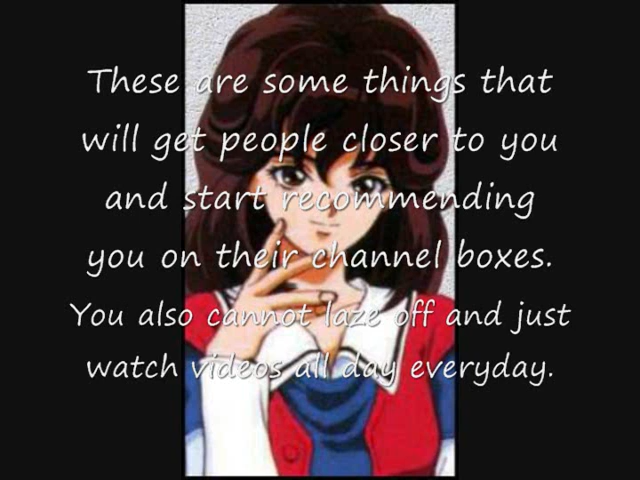 These are some things that
will get people closer to you
and start recommending
you on their channel boxes.
You also cannot laze off and just
watch videos all day everyday.